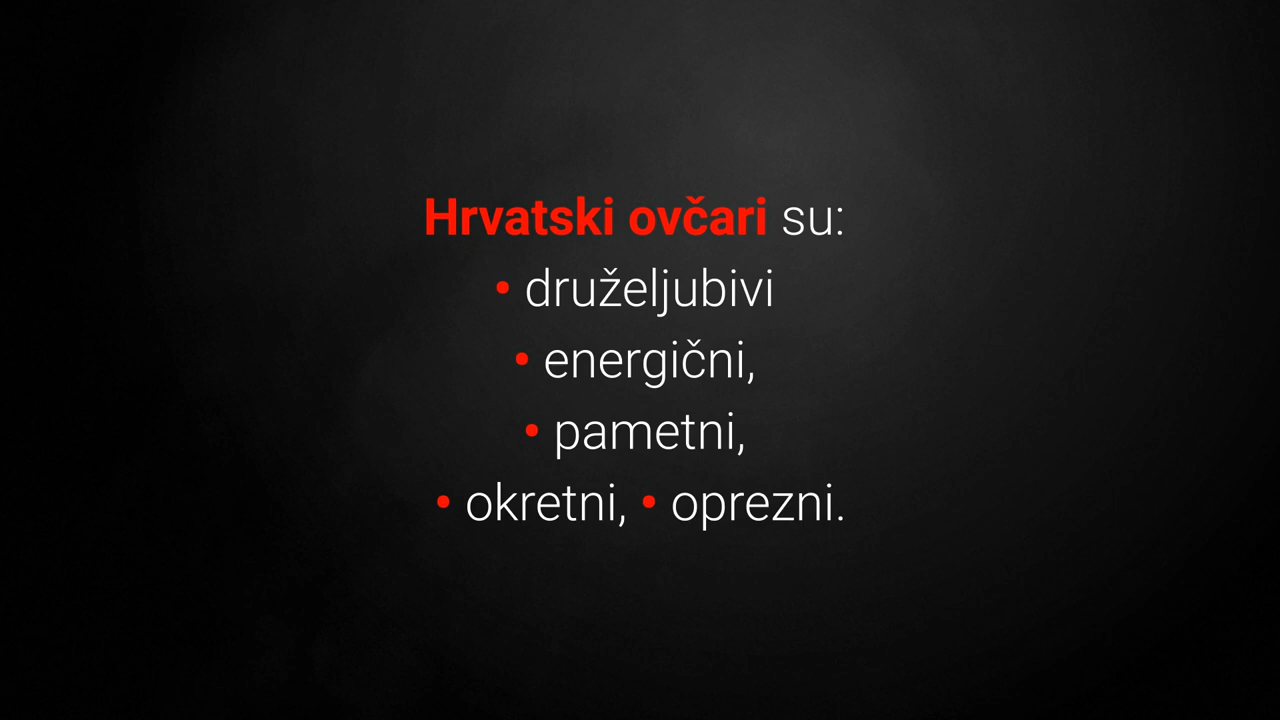 Hrvatski ovčari su:
• druželjubivi
• energični,
• pametni,
• okretni, • oprezni.